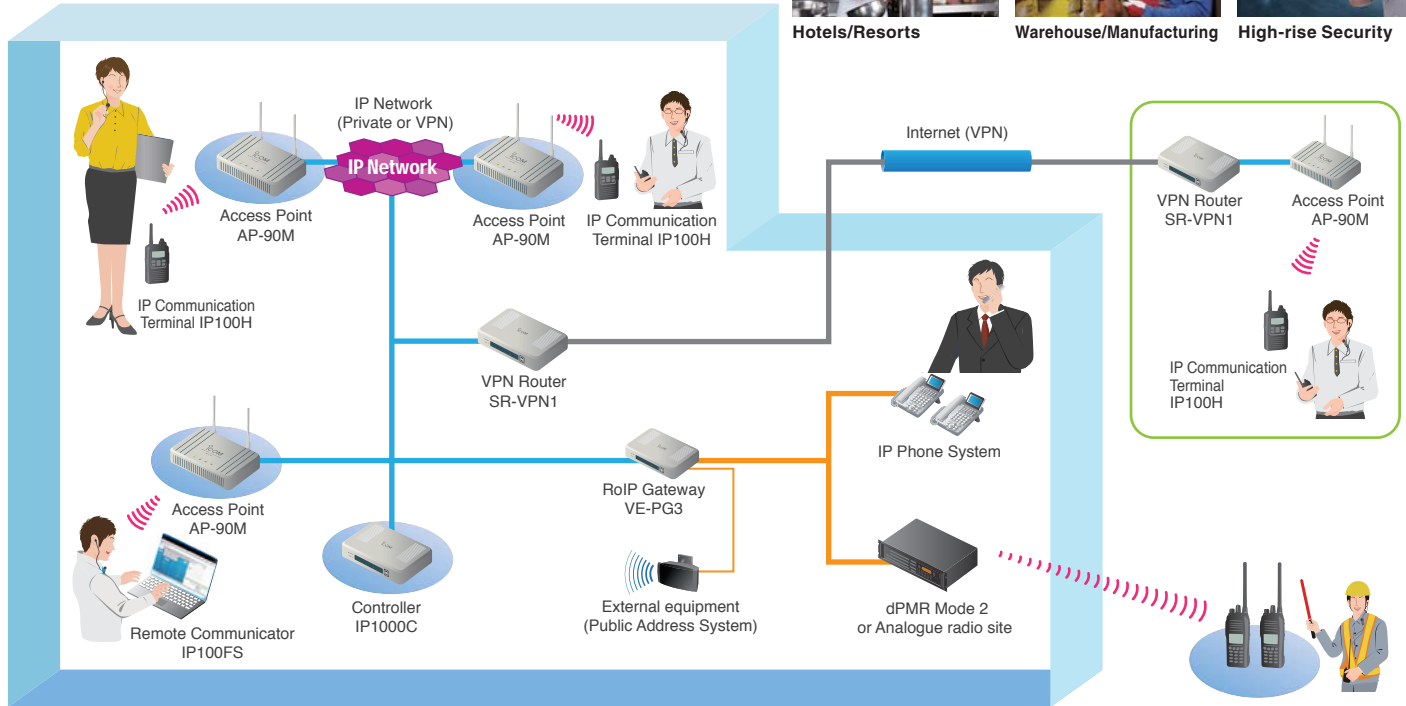 Hotels/Resorts
Warehouse/Manufacturing
High-rise Security
IP Network
(Private or VPN)
IP Network
Access Point
AP-90M
Access Point
AP-90M
IP Communication
Terminal IP100H
IP Communication
Terminal IP100H
Internet (VPN)
VPN Router
SR-VPN1
Access Point
AP-90M
IP Communication
Terminal
IP100H
VPN Router
SR-VPN1
IP Phone System
Access Point
AP-90M
RoIP Gateway
VE-PG3
Remote Communicator
IP100FS
Controller
IP1000C
External equipment
(Public Address System)
dPMR Mode 2
or Analogue radio site